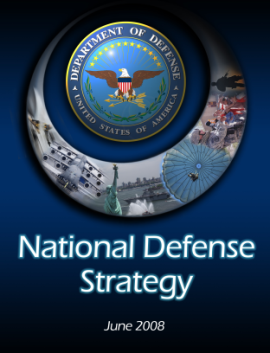 DEPARTMENT OF DEFENSE
UNITED STATES OF AMERICA
National Defense
Strategy
June 2008